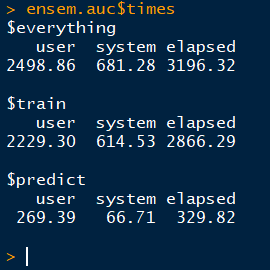 > ensem.auc$times
$everything
user system elapsed
2498.86 681.28 3196.32
$train
user system elapsed
2229.30 614.53 2866.29
$predict
user system elapsed
269.39 66.71 329.82
>